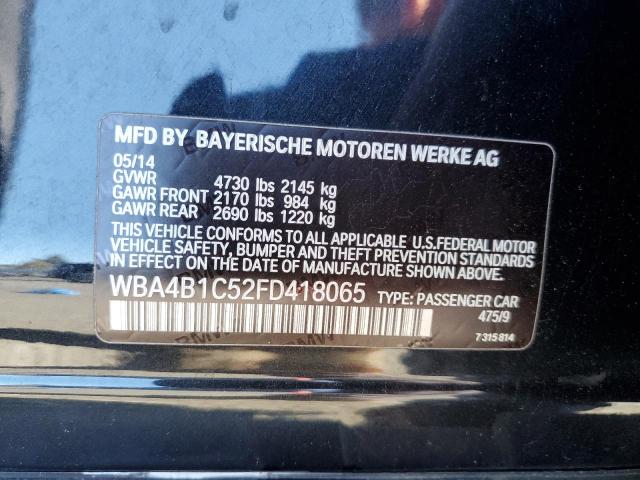 MFD BY BAYERISCHE MOTOREN WERKE AG
05/14
GVWR 4730 lbs 2145 kg
GAWR FRONT 2170 lbs 984 kg
GAWR REAR 2690 lbs 1220 kg
THIS VEHICLE CONFORMS TO ALL APPLICABLE U.S.FEDERAL MOTOR
VEHICLE SAFETY, BUMPER, AND THEFT PREVENTION STANDARDS
IN EFFECT ON THE DATE OF MANUFACTURE SHOWN ABOVE.
WBA4B1C52FD418065 TYPE: PASSENGER CAR
475/9
7315814
BMW